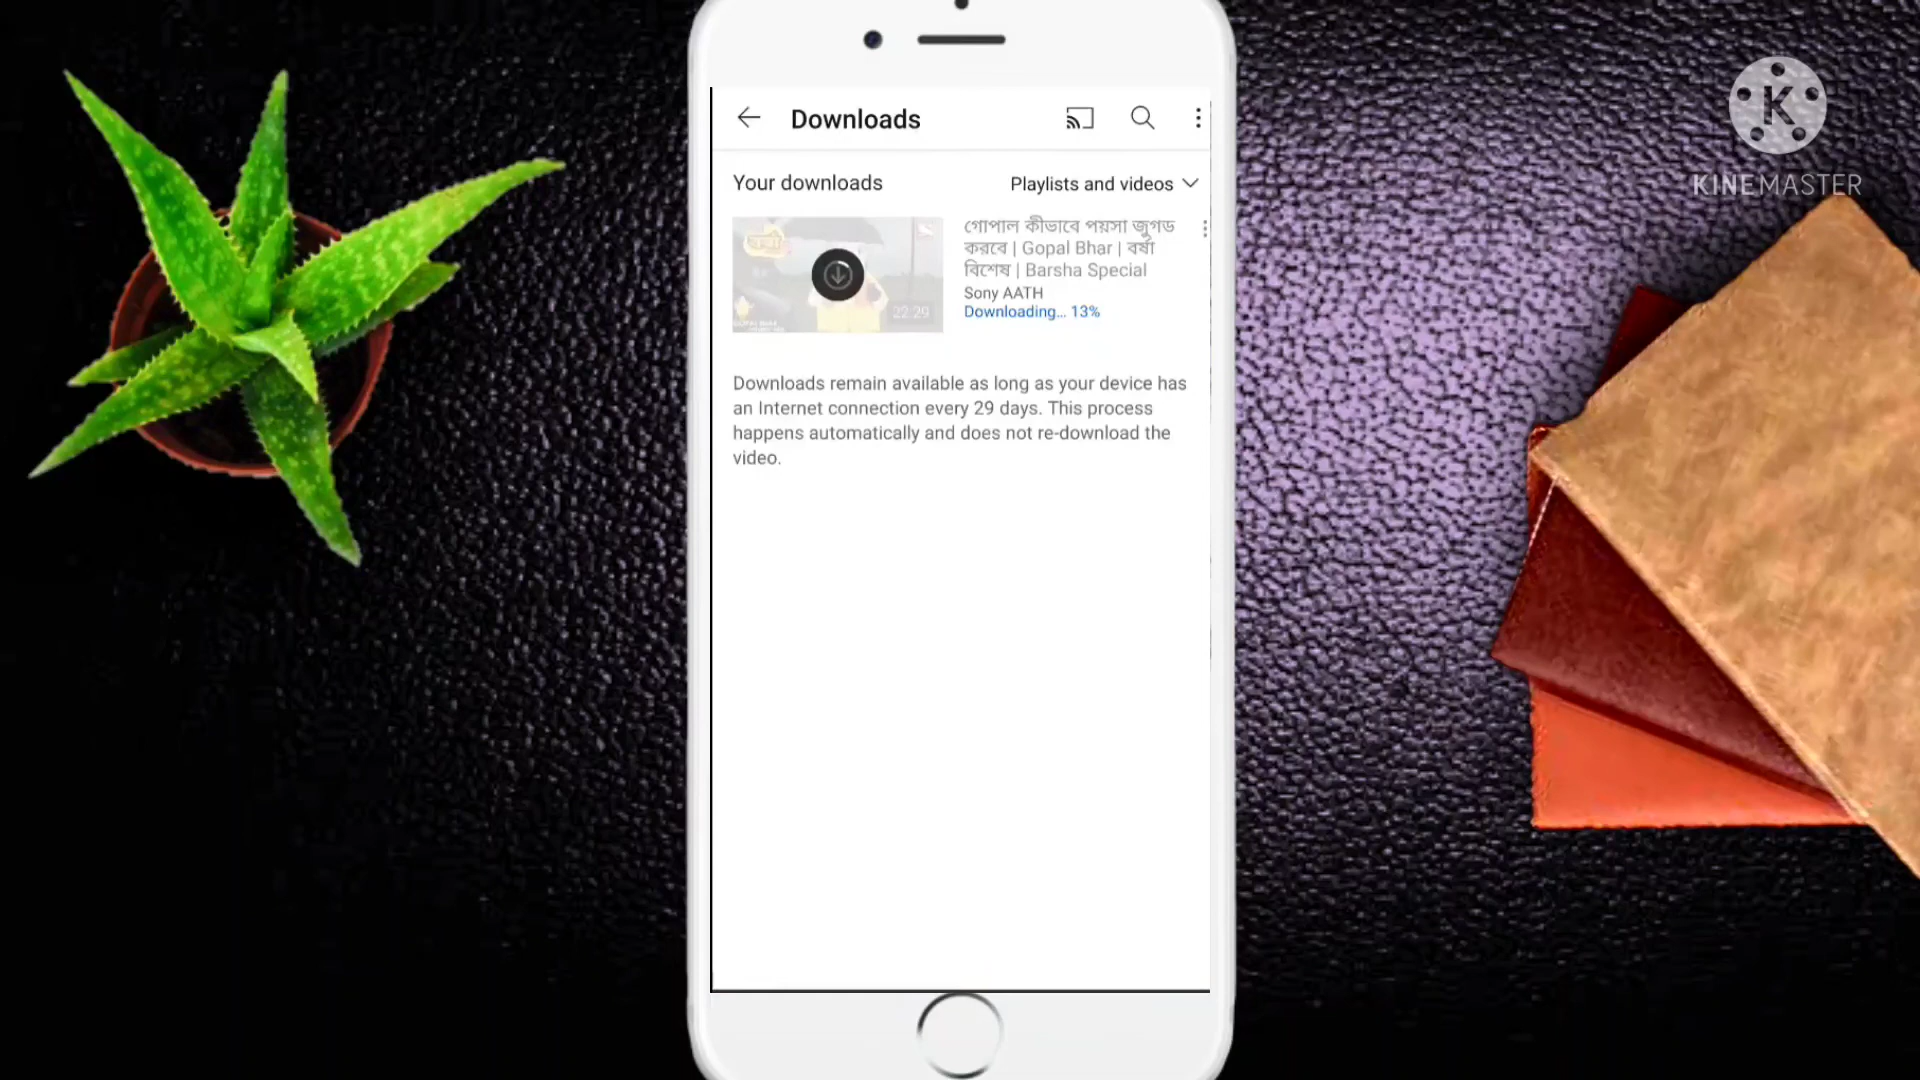 Downloads
Your downloads
Playlists and videos
গোপাল কীভাবে পয়সা জুগড
করবে | Gopal Bhar | বর্ষা
বিশেষ | Barsha Special
Sony AATH
Downloading... 13%
22:29
Downloads remain available as long as your device has
an Internet connection every 29 days. This process
happens automatically and does not re-download the
video.
K
KINEMASTER